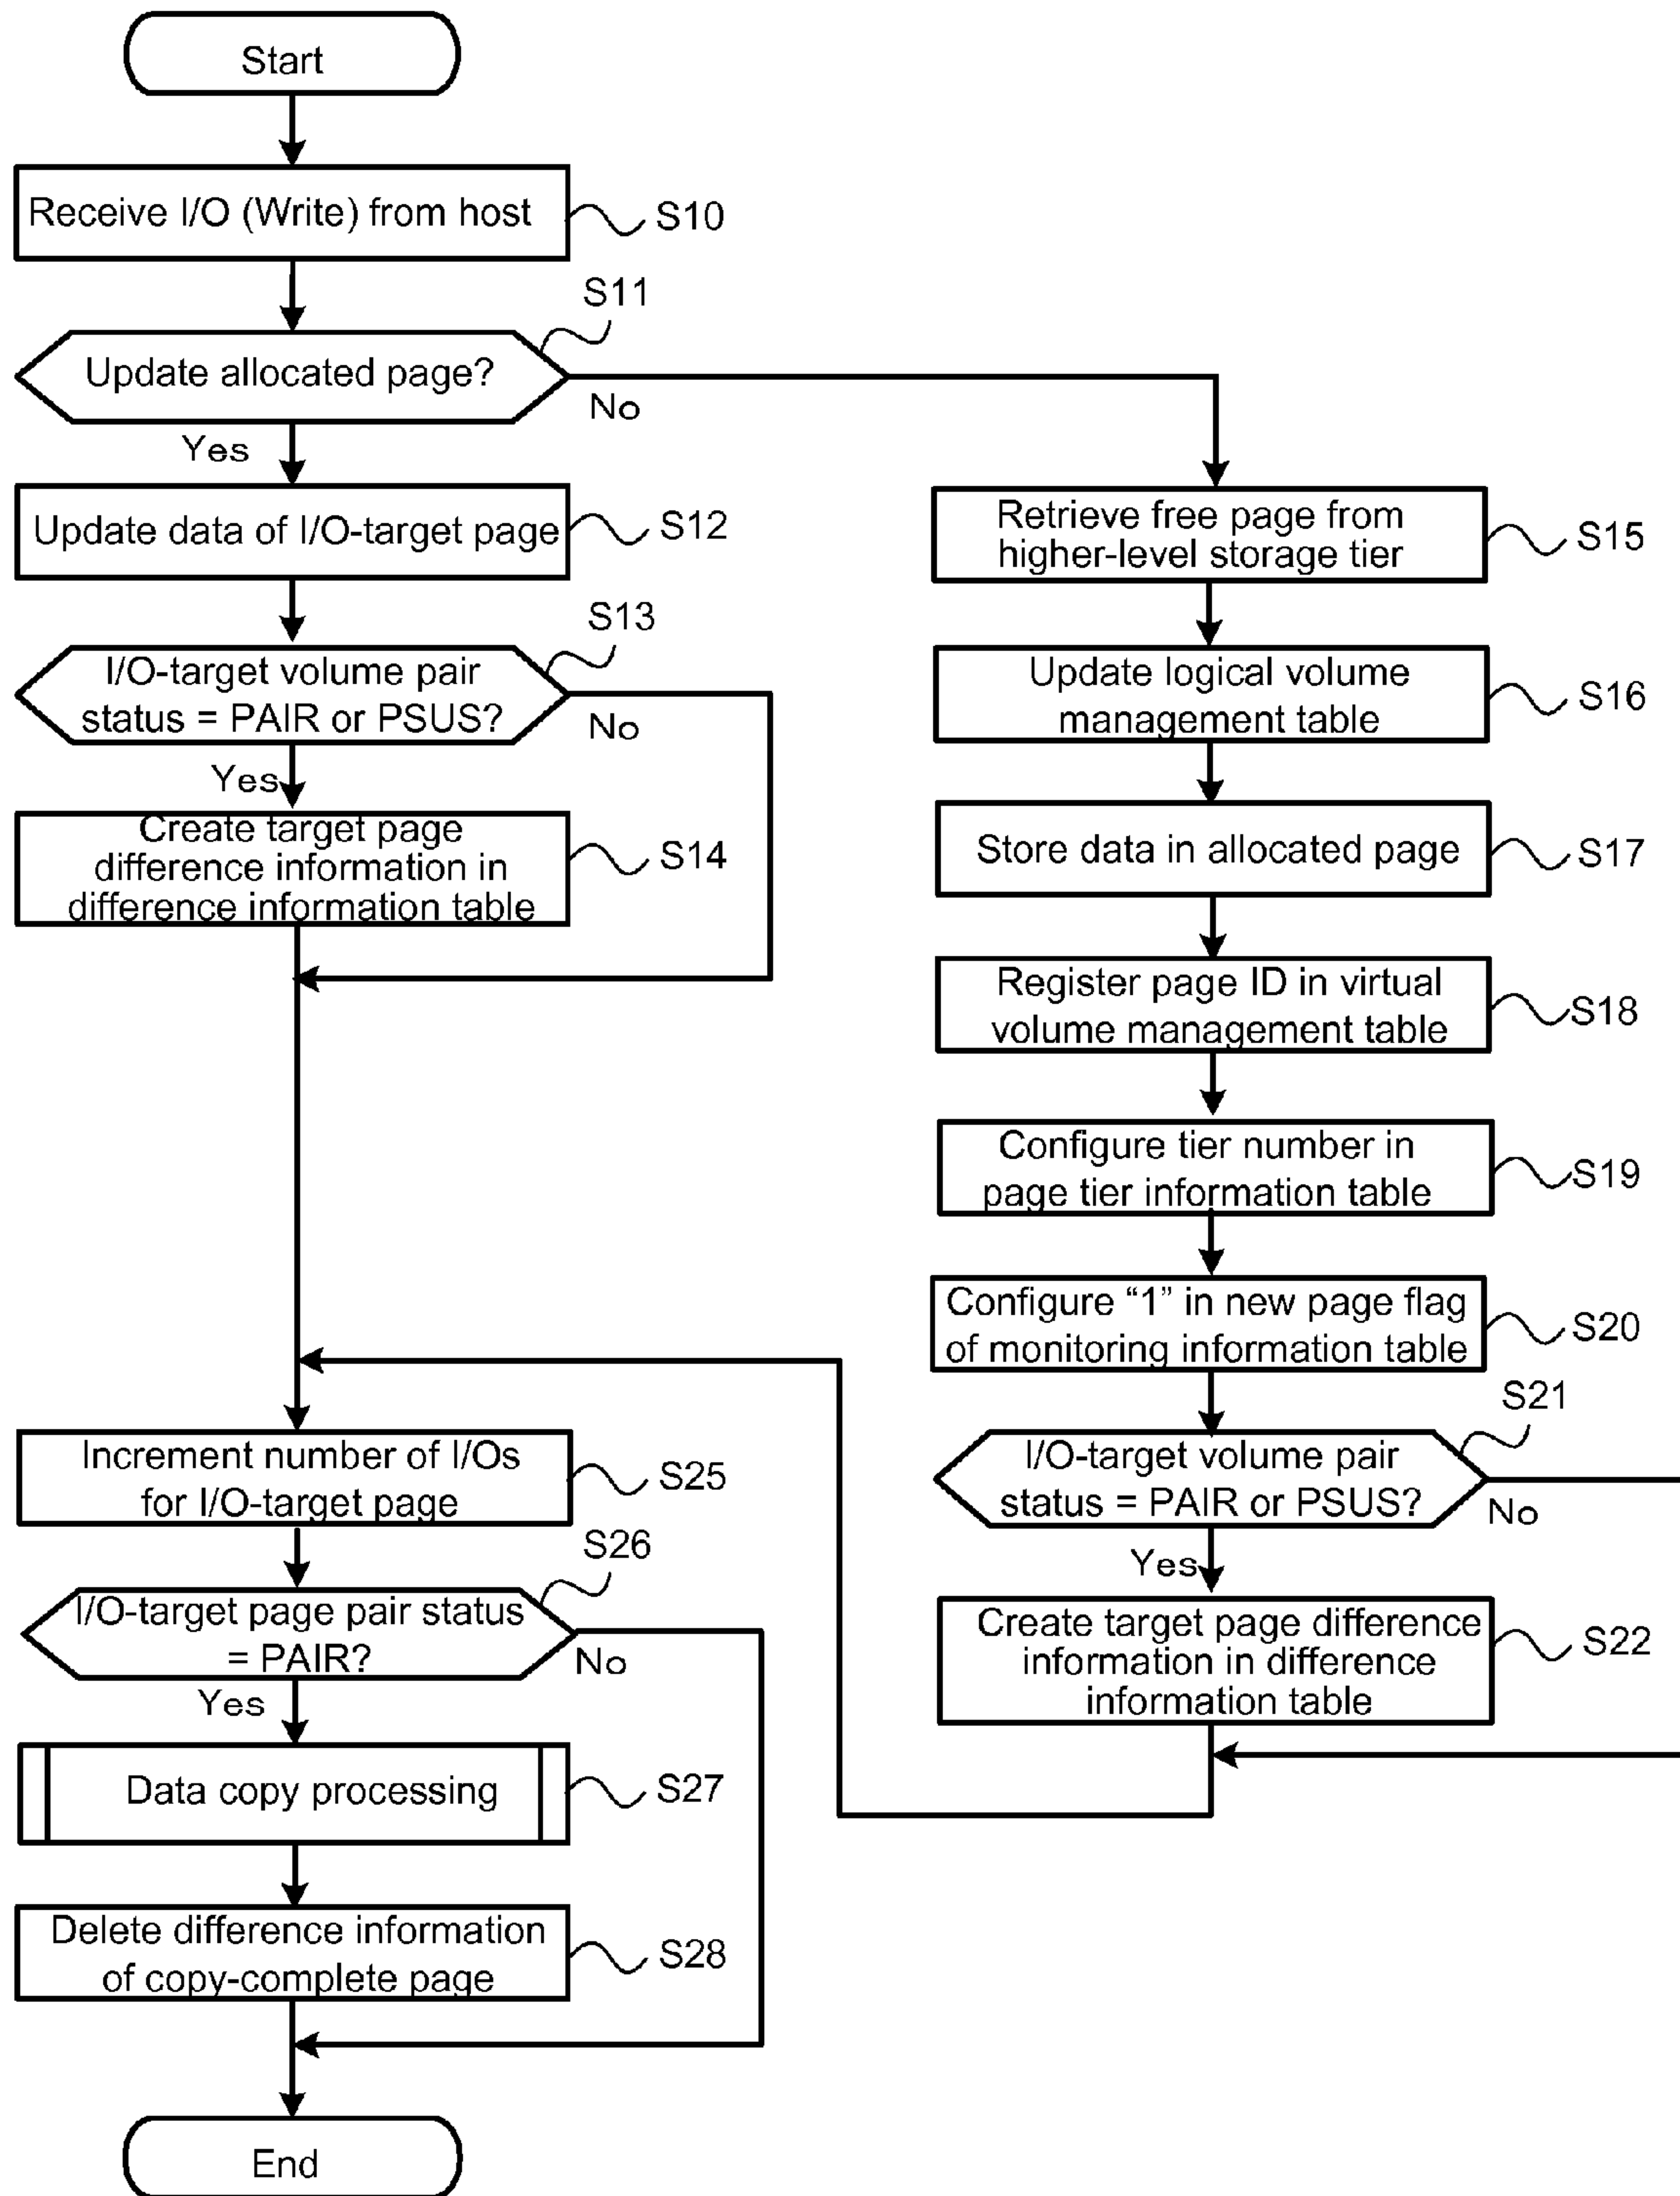 Start
Receive I/O (Write) from host
S10
S11
Update allocated page?
No
Yes
Update data of I/O-target page
S12
S13
I/O-target volume pair
status = PAIR or PSUS?
No
Yes
Create target page
difference information in
difference information table
S14
Retrieve free page from
higher-level storage tier
S15
Update logical volume
management table
S16
Store data in allocated page
S17
Register page ID in virtual
volume management table
S18
Configure tier number in
page tier information table
S19
Configure “1” in new page flag
of monitoring information table
S20
S21
I/O-target volume pair
status = PAIR or PSUS?
No
Yes
Create target page difference
information in difference
information table
S22
Increment number of I/Os
for I/O-target page
S25
S26
I/O-target page pair status
= PAIR?
No
Yes
Data copy processing
S27
Delete difference information
of copy-complete page
S28
End